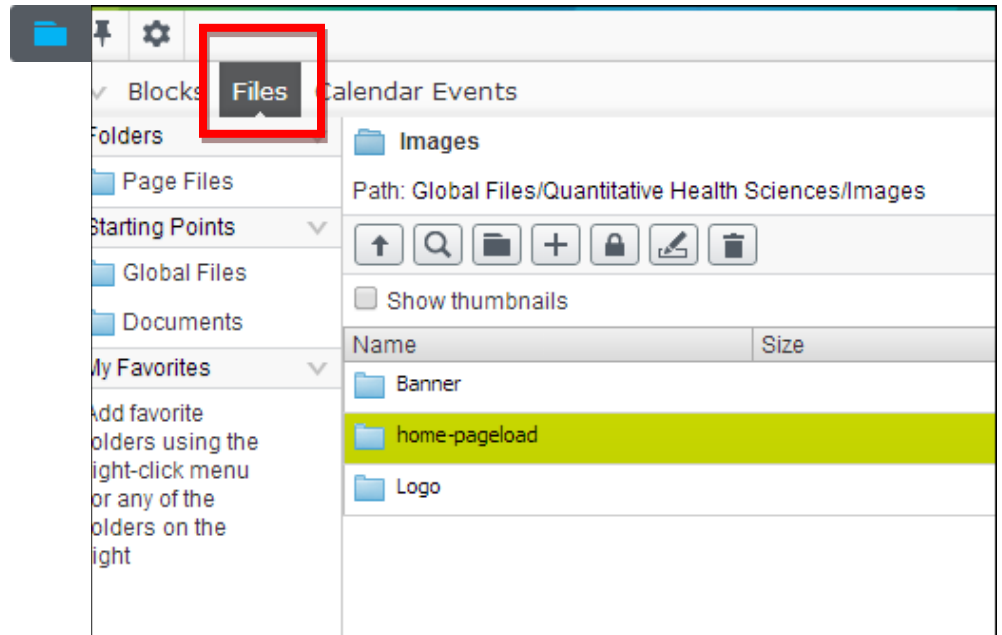 Blocks Files Calendar Events
Folders
Images
Page Files
Path: Global Files/Quantitative Health Sciences/Images
Starting Points
Global Files
Show thumbnails
Documents
Name Size
My Favorites
Banner
Add favorite
folders using the
right-click menu
for any of the
folders on the
right
home-pageload
Logo